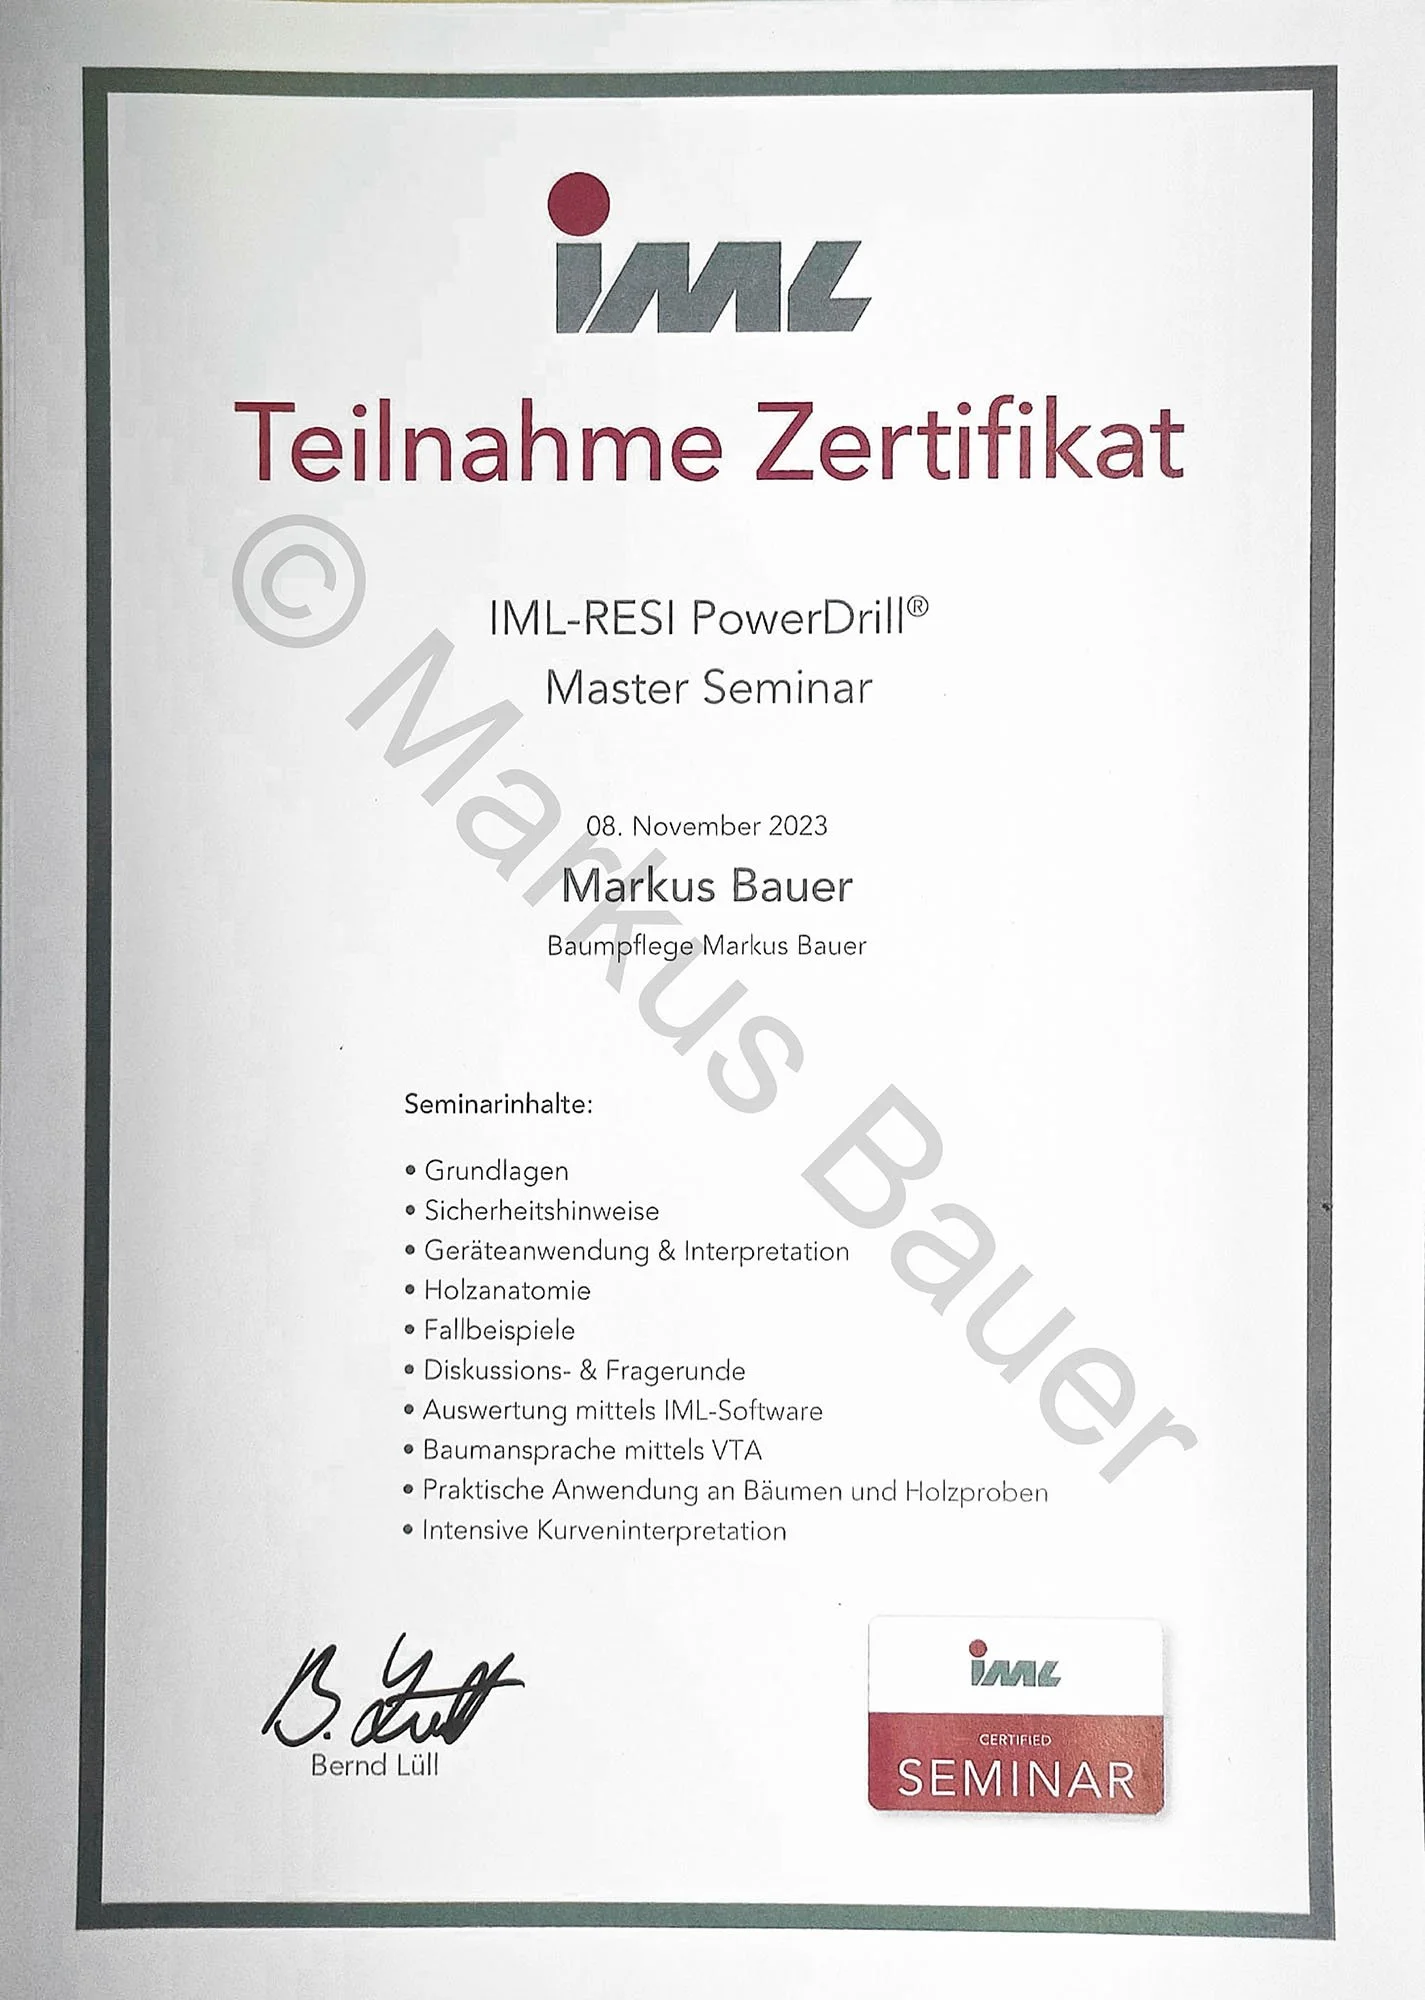 iML
Teilnahme Zertifikat
IML-RESI PowerDrill®
Master Seminar
08. November 2023
Markus Bauer
Baumpflege Markus Bauer
© Markus Bauer
Seminarinhalte:
• Grundlagen
• Sicherheitshinweise
• Geräteanwendung & Interpretation
• Holzanatomie
• Fallbeispiele
• Diskussions- & Fragerunde
• Auswertung mittels IML-Software
• Baumansprache mittels VTA
• Praktische Anwendung an Bäumen und Holzproben
• Intensive Kurveninterpretation
B. Lüll
Bernd Lüll
iML
CERTIFIED
SEMINAR